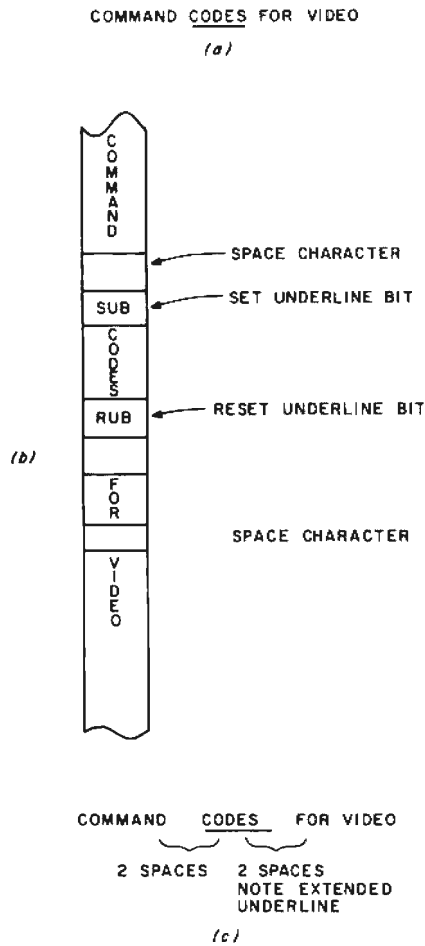 COMMAND CODES FOR VIDEO
(a)
COMMAND
SPACE CHARACTER
SUB
SET UNDERLINE BIT
CODES
RUB
RESET UNDERLINE BIT
(b)
FOR
SPACE CHARACTER
VIDEO
COMMAND CODES FOR VIDEO
2 SPACES 2 SPACES
NOTE EXTENDED
UNDERLINE
(c)